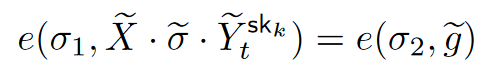 e(σ₁, X̃ · σ̃ · Ỹₜ^{sk_k}) = e(σ₂, g̃)